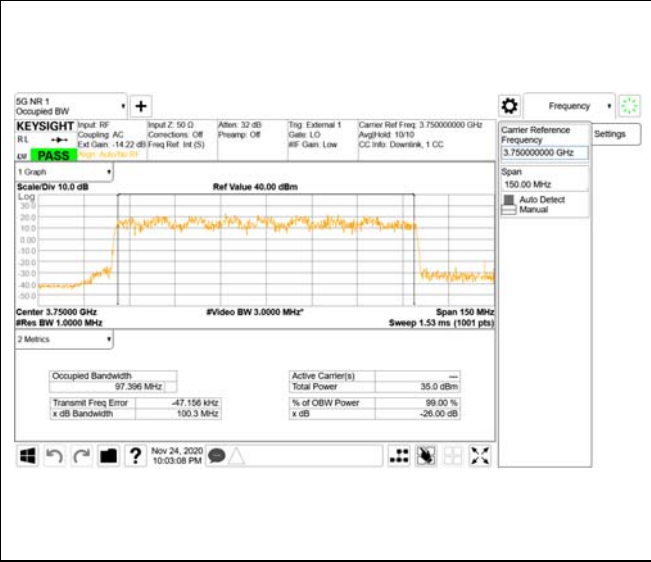 5G NR 1
Occupied BW
Frequency
KEYSIGHT
R L
PASS
Input: RF
Coupling: AC
Ext Gain: -14.22 dB
Align: Auto/No RF
Input Z: 50 Ω
Corrections: Off
Freq Ref: Int (S)
Atten: 32 dB
Preamp: Off
Trig: External 1
Gate: LO
#IF Gain: Low
Carrier Ref Freq: 3.750000000 GHz
Avg|Hold: 10/10
CC Info: Downlink, 1 CC
Carrier Reference
Frequency
3.750000000 GHz
Settings
Span
150.00 MHz
Auto Detect
Manual
1 Graph
Scale/Div 10.0 dB
Ref Value 40.00 dBm
Log
30.0
20.0
10.0
0.00
-10.0
-20.0
-30.0
-40.0
-50.0
Center 3.75000 GHz
#Video BW 3.0000 MHz*
Span 150 MHz
#Res BW 1.0000 MHz
Sweep 1.53 ms (1001 pts)
2 Metrics
Occupied Bandwidth
97.396 MHz
Transmit Freq Error -47.156 kHz
x dB Bandwidth 100.3 MHz
Active Carrier(s) —
Total Power 35.0 dBm
% of OBW Power 99.00 %
x dB -26.00 dB
?
Nov 24, 2020
10:03:08 PM